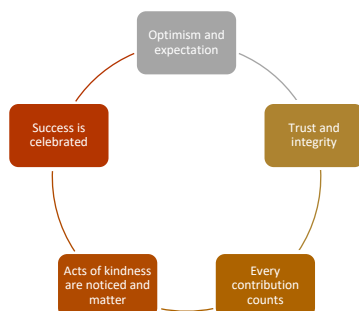 Optimism and
expectation
Trust and
integrity
Every
contribution
counts
Acts of kindness
are noticed and
matter
Success is
celebrated